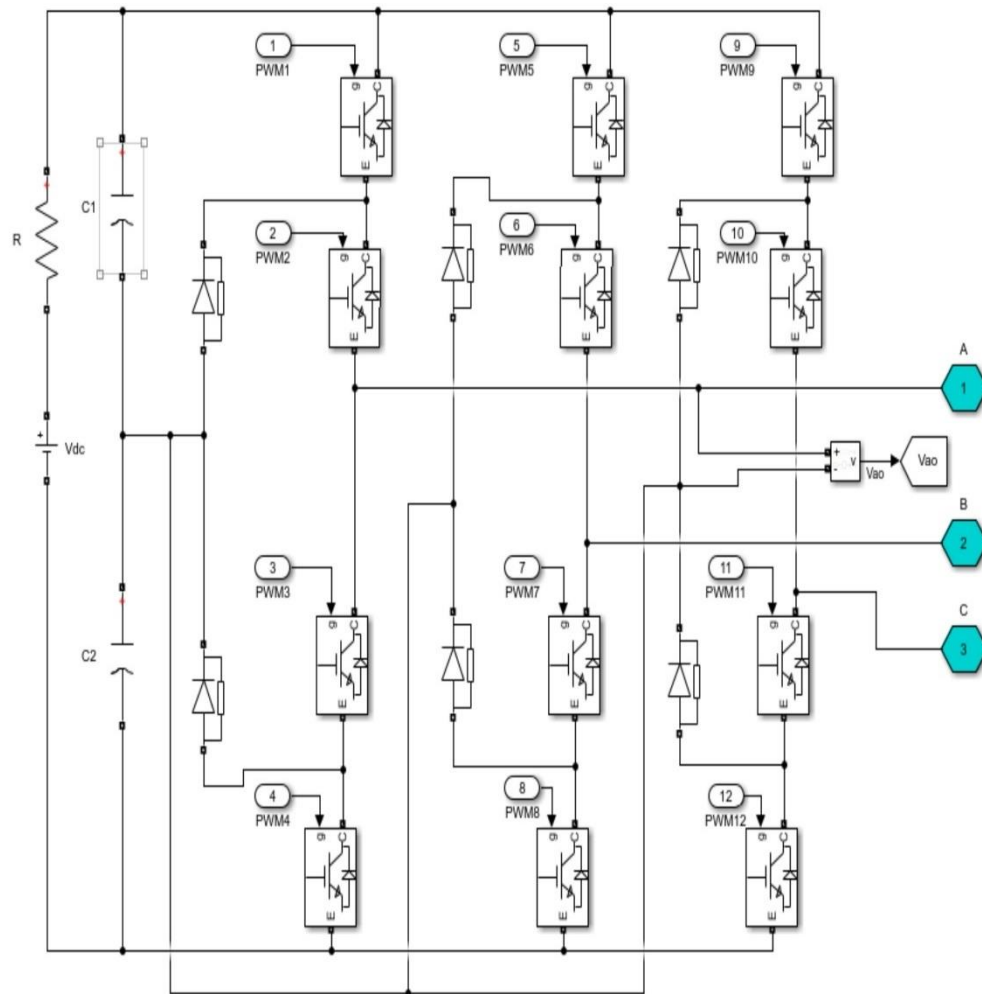 1
PWM1
5
PWM5
9
PWM9
g
C
E
g
C
E
g
C
E
C1
R
2
PWM2
6
PWM6
10
PWM10
g
C
E
g
C
E
g
C
E
A
1
+
Vdc
+
-
v
Vao
Vao
B
2
3
PWM3
7
PWM7
11
PWM11
g
C
E
g
C
E
g
C
E
C
3
C2
4
PWM4
8
PWM8
12
PWM12
g
C
E
g
C
E
g
C
E